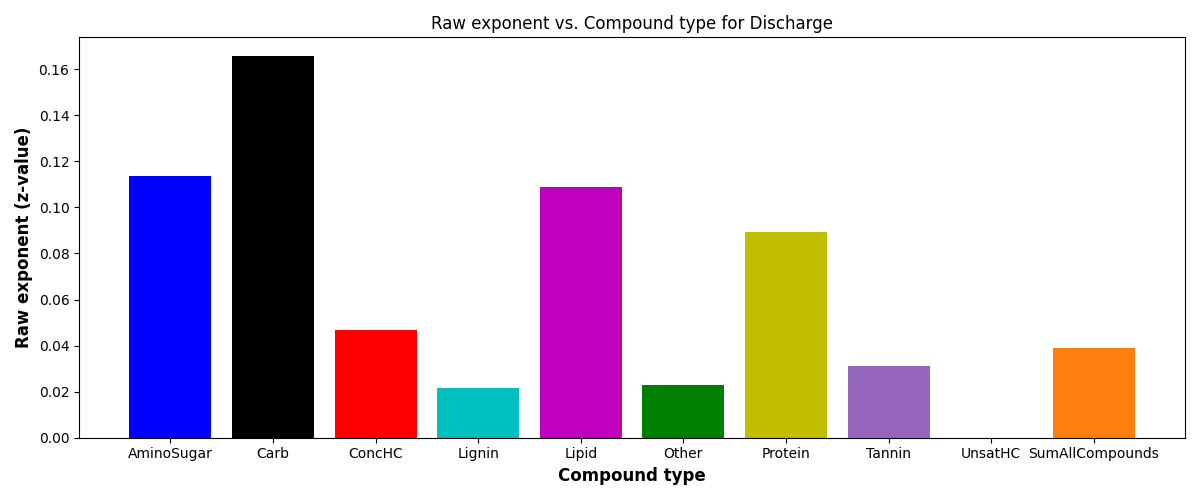 Raw exponent vs. Compound type for Discharge
Raw exponent (z-value)
0.16
0.14
0.12
0.10
0.08
0.06
0.04
0.02
0.00
AminoSugar Carb ConcHC Lignin Lipid Other Protein Tannin UnsatHC SumAllCompounds
Compound type